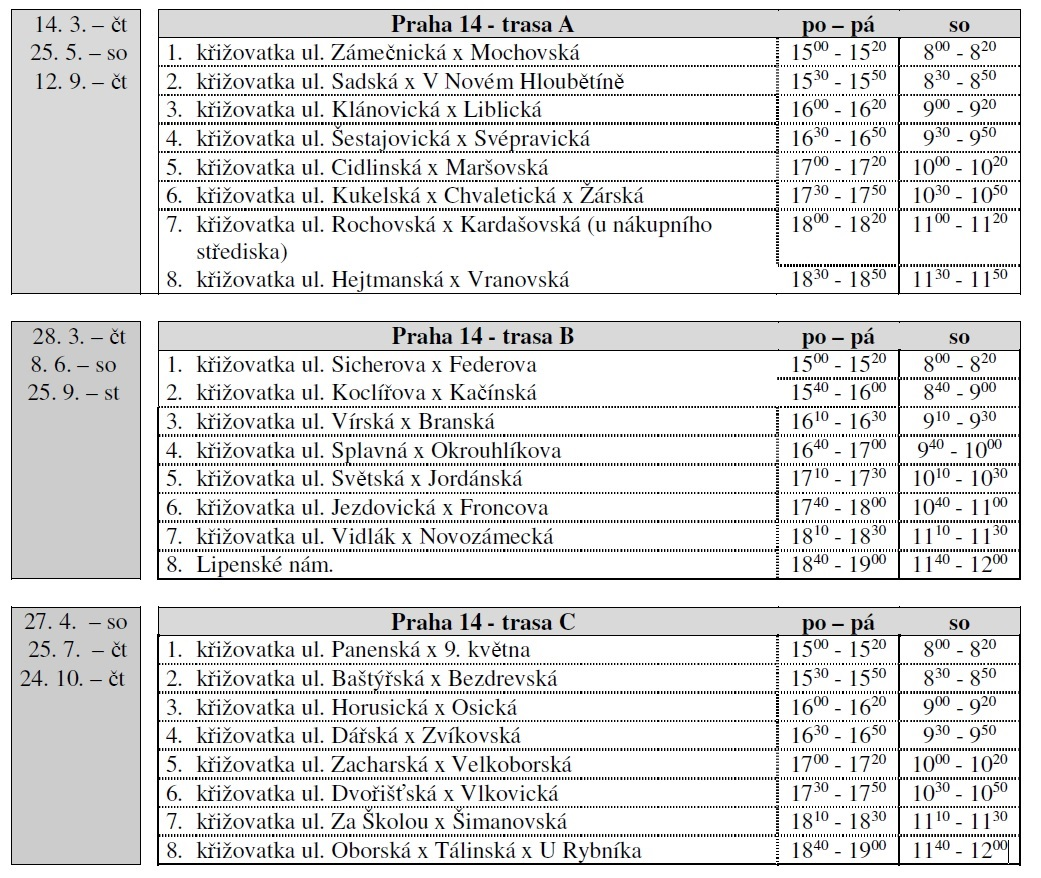 14. 3. – čt
25. 5. – so
12. 9. – čt
Praha 14 - trasa A po – pá so
1. křižovatka ul. Zámečnická x Mochovská 15⁰⁰ - 15²⁰ 8⁰⁰ - 8²⁰
2. křižovatka ul. Sadská x V Novém Hloubětíně 15³⁰ - 15⁵⁰ 8³⁰ - 8⁵⁰
3. křižovatka ul. Klánovická x Liblická 16⁰⁰ - 16²⁰ 9⁰⁰ - 9²⁰
4. křižovatka ul. Šestajovická x Svépravická 16³⁰ - 16⁵⁰ 9³⁰ - 9⁵⁰
5. křižovatka ul. Cidlinská x Maršovská 17⁰⁰ - 17²⁰ 10⁰⁰ - 10²⁰
6. křižovatka ul. Kukelská x Chvaletická x Žárská 17³⁰ - 17⁵⁰ 10³⁰ - 10⁵⁰
7. křižovatka ul. Rochovská x Kardašovská (u nákupního 18⁰⁰ - 18²⁰ 11⁰⁰ - 11²⁰
střediska)
8. křižovatka ul. Hejtmanská x Vranovská 18³⁰ - 18⁵⁰ 11³⁰ - 11⁵⁰
28. 3. – čt
8. 6. – so
25. 9. – st
Praha 14 - trasa B po – pá so
1. křižovatka ul. Sicherova x Federova 15⁰⁰ - 15²⁰ 8⁰⁰ - 8²⁰
2. křižovatka ul. Koclířova x Kačínská 15⁴⁰ - 16⁰⁰ 8⁴⁰ - 9⁰⁰
3. křižovatka ul. Vírská x Branská 16¹⁰ - 16³⁰ 9¹⁰ - 9³⁰
4. křižovatka ul. Splavná x Okrouhlíkova 16⁴⁰ - 17⁰⁰ 9⁴⁰ - 10⁰⁰
5. křižovatka ul. Světská x Jordánská 17¹⁰ - 17³⁰ 10¹⁰ - 10³⁰
6. křižovatka ul. Jezdovická x Froncova 17⁴⁰ - 18⁰⁰ 10⁴⁰ - 11⁰⁰
7. křižovatka ul. Vidlák x Novozámecká 18¹⁰ - 18³⁰ 11¹⁰ - 11³⁰
8. Lipenské nám. 18⁴⁰ - 19⁰⁰ 11⁴⁰ - 12⁰⁰
27. 4. – so
25. 7. – čt
24. 10. – čt
Praha 14 - trasa C po – pá so
1. křižovatka ul. Panenská x 9. května 15⁰⁰ - 15²⁰ 8⁰⁰ - 8²⁰
2. křižovatka ul. Baštýřská x Bezdrevská 15³⁰ - 15⁵⁰ 8³⁰ - 8⁵⁰
3. křižovatka ul. Horusická x Osická 16⁰⁰ - 16²⁰ 9⁰⁰ - 9²⁰
4. křižovatka ul. Dářská x Zvíkovská 16³⁰ - 16⁵⁰ 9³⁰ - 9⁵⁰
5. křižovatka ul. Zacharská x Velkoborská 17⁰⁰ - 17²⁰ 10⁰⁰ - 10²⁰
6. křižovatka ul. Dvořišťská x Vlkovická 17³⁰ - 17⁵⁰ 10³⁰ - 10⁵⁰
7. křižovatka ul. Za Školou x Šimanovská 18¹⁰ - 18³⁰ 11¹⁰ - 11³⁰
8. křižovatka ul. Oborská x Tálinská x U Rybníka 18⁴⁰ - 19⁰⁰ 11⁴⁰ - 12⁰⁰